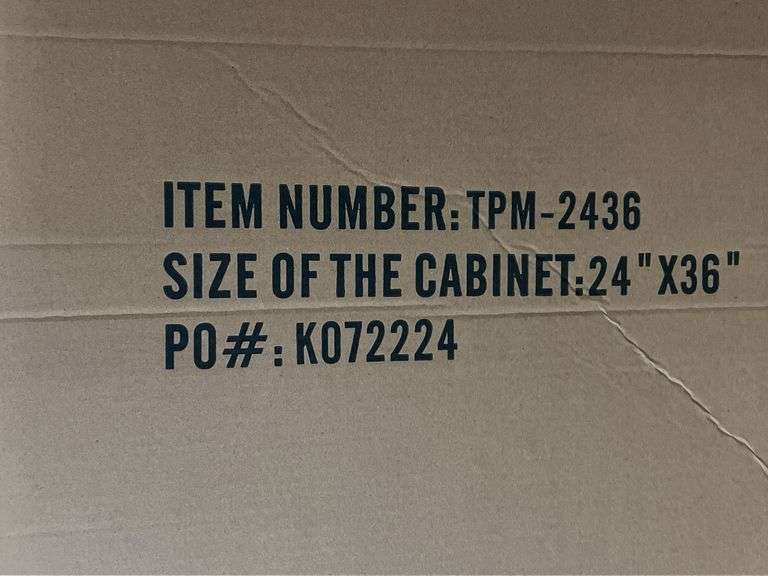 ITEM NUMBER: TPM-2436
SIZE OF THE CABINET:24"X36"
PO#: K072224